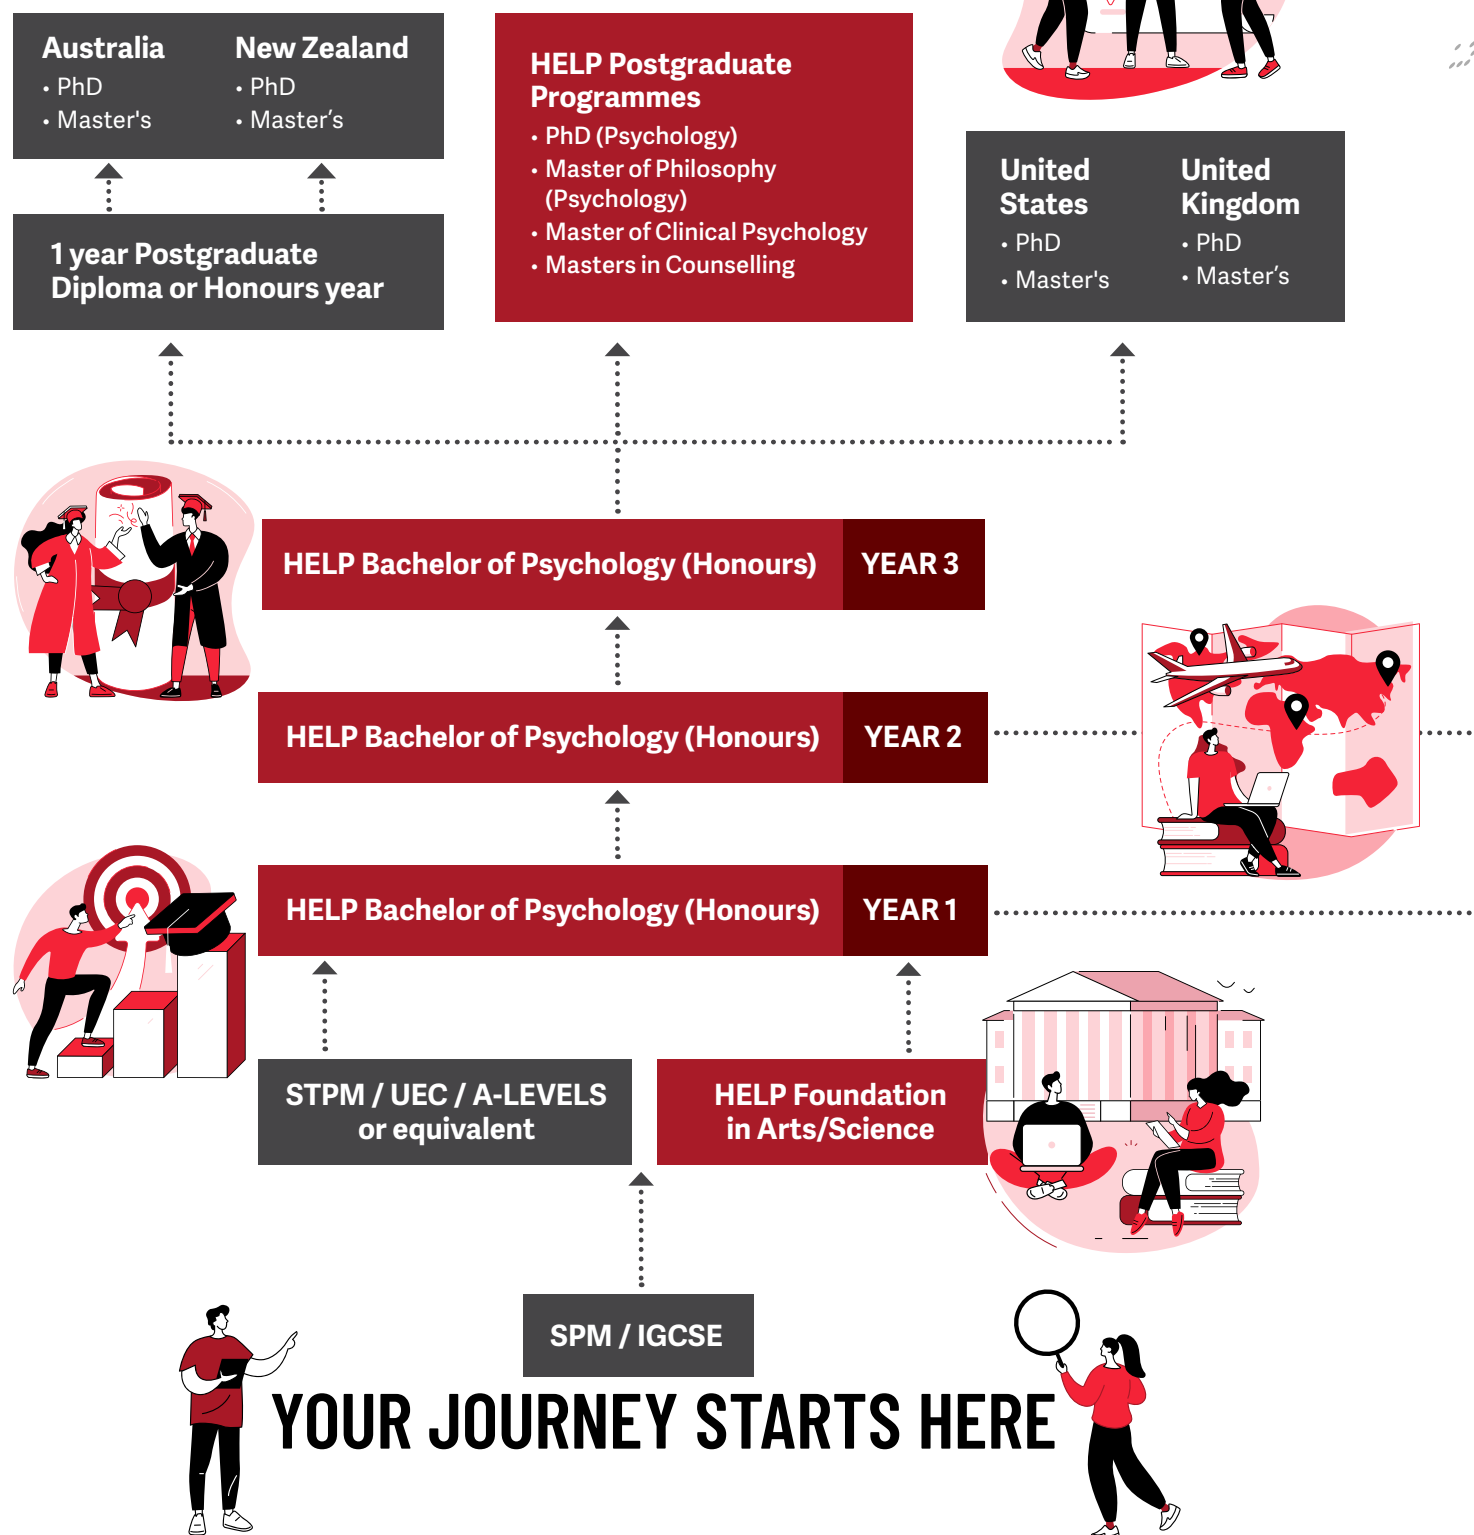 Australia
• PhD
• Master's
New Zealand
• PhD
• Master’s
1 year Postgraduate
Diploma or Honours year
HELP Postgraduate
Programmes
• PhD (Psychology)
• Master of Philosophy
(Psychology)
• Master of Clinical Psychology
• Masters in Counselling
United
States
• PhD
• Master's
United
Kingdom
• PhD
• Master’s
HELP Bachelor of Psychology (Honours) YEAR 3
HELP Bachelor of Psychology (Honours) YEAR 2
HELP Bachelor of Psychology (Honours) YEAR 1
STPM / UEC / A-LEVELS
or equivalent
HELP Foundation
in Arts/Science
SPM / IGCSE
YOUR JOURNEY STARTS HERE